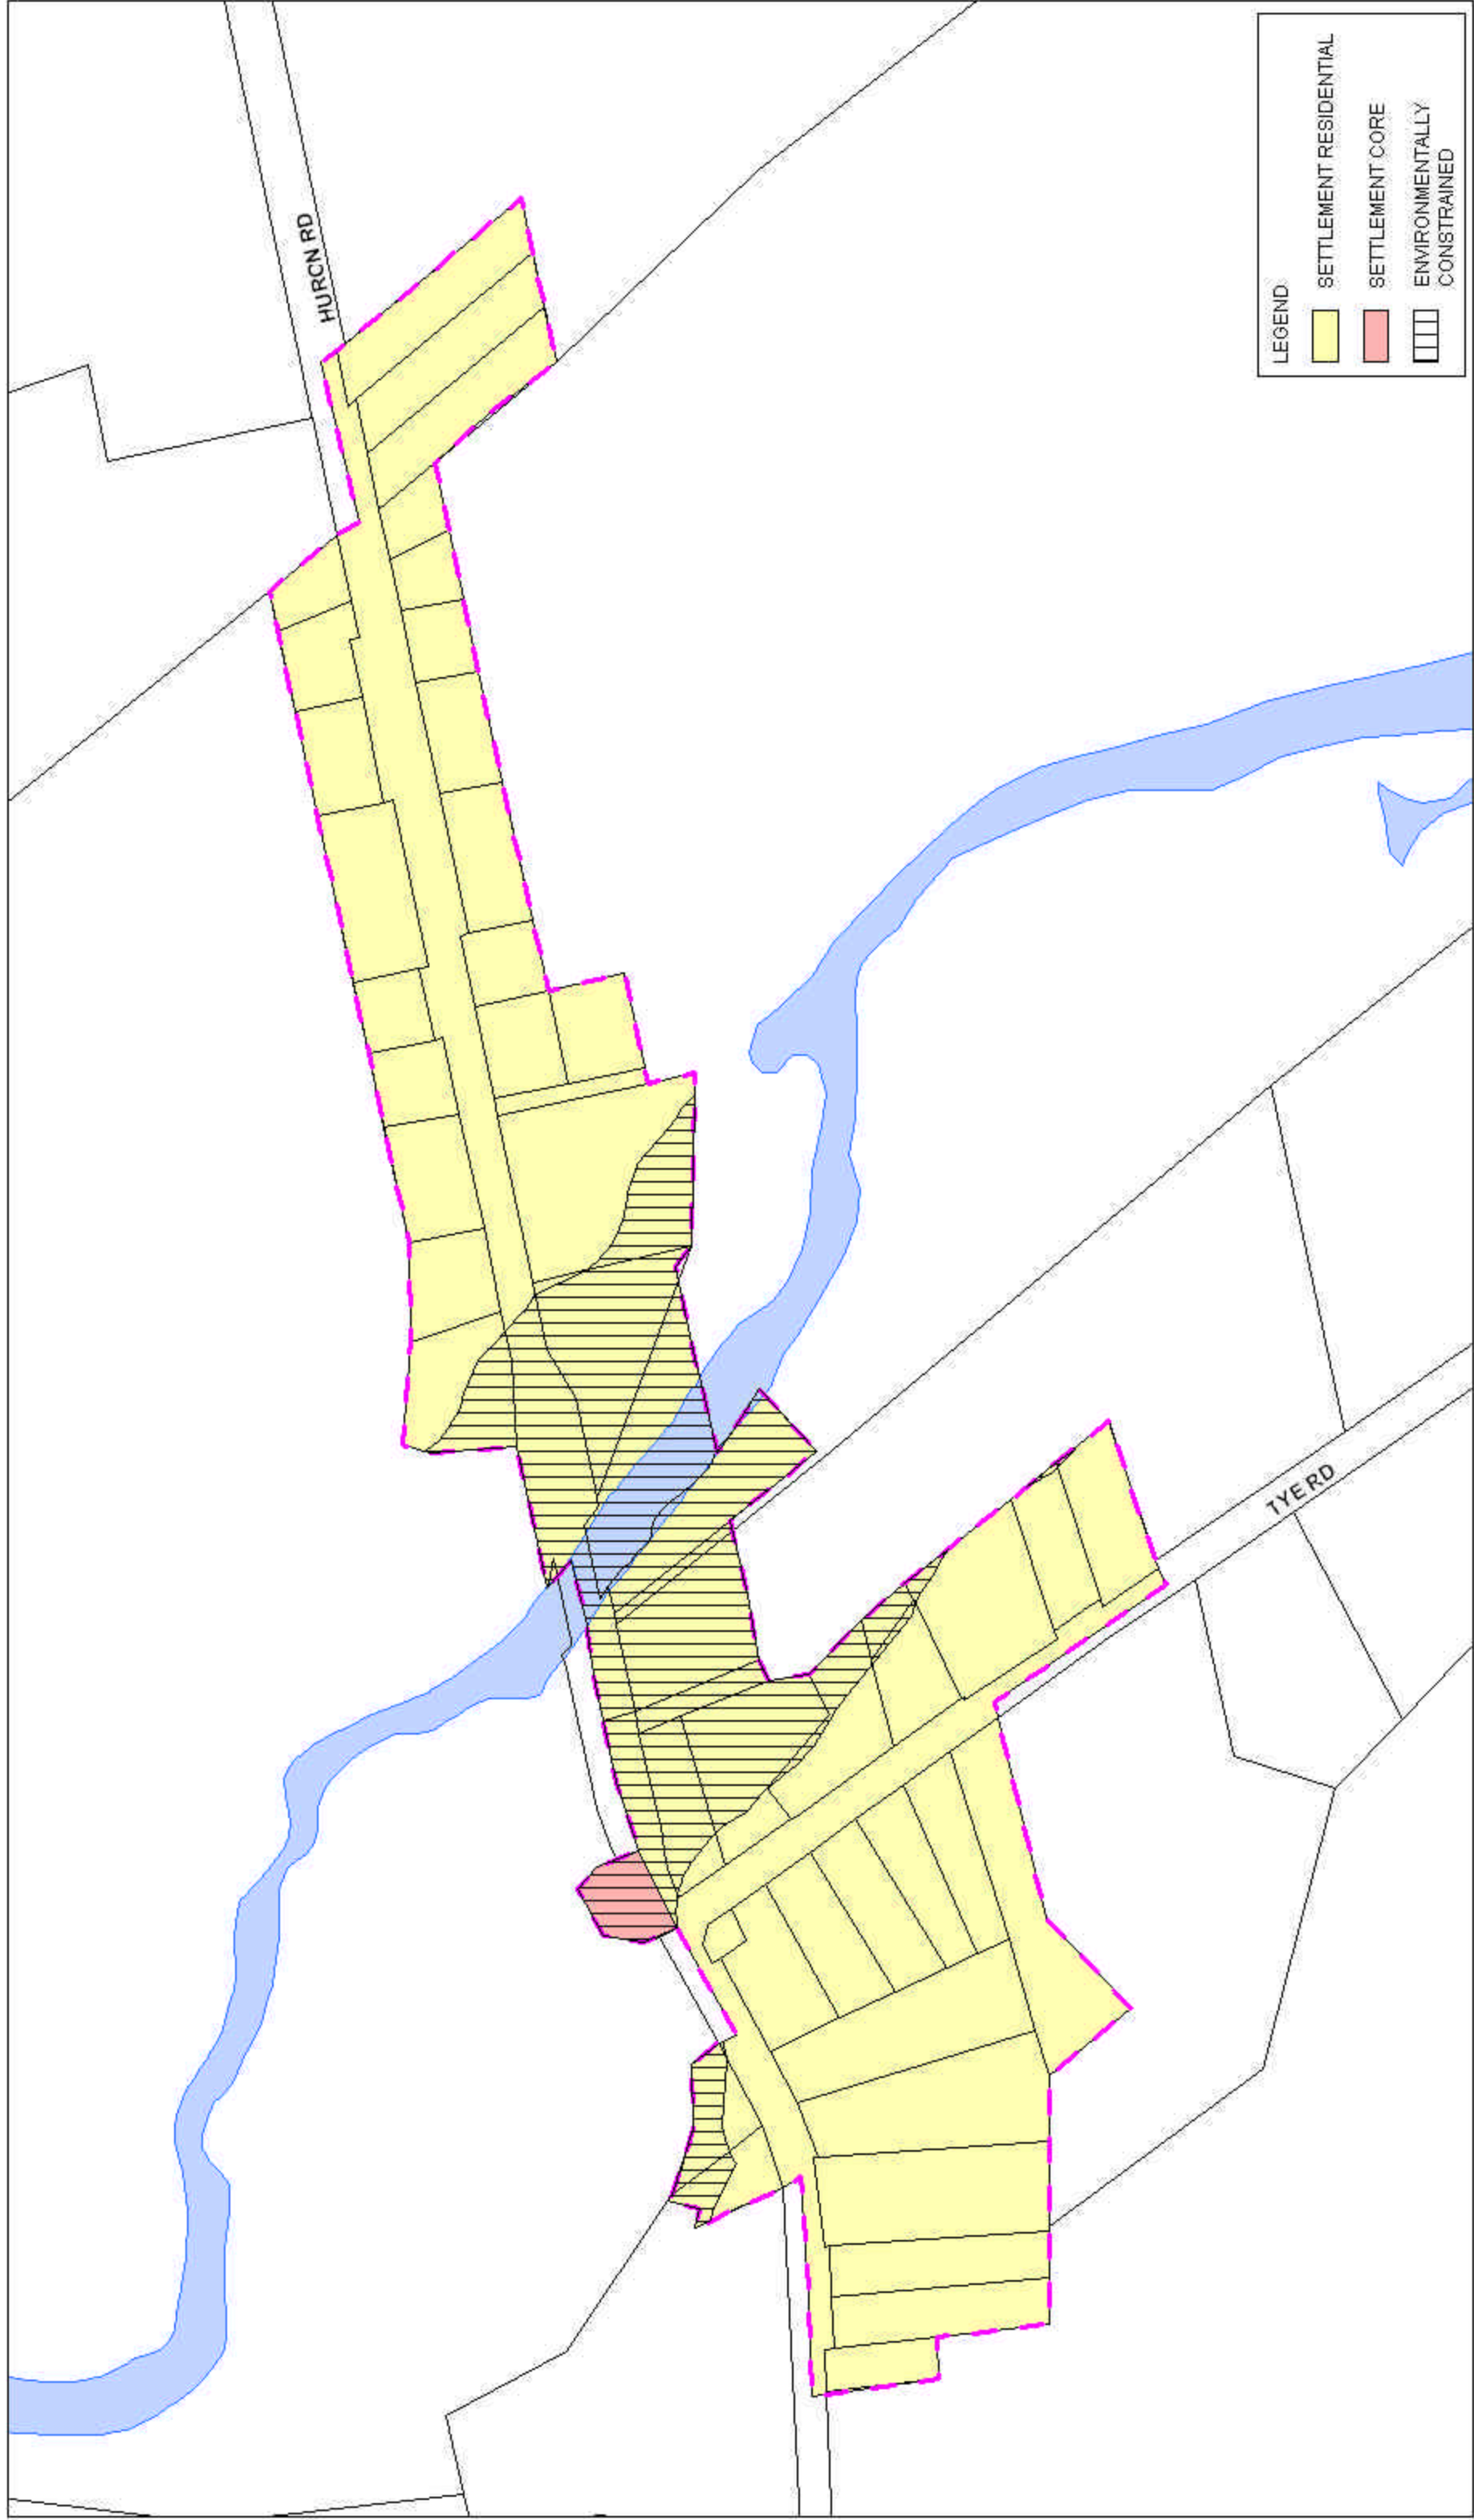 HURCN RD
TYE RD
LEGEND
SETTLEMENT RESIDENTIAL
SETTLEMENT CORE
ENVIRONMENTALLY
CONSTRAINED